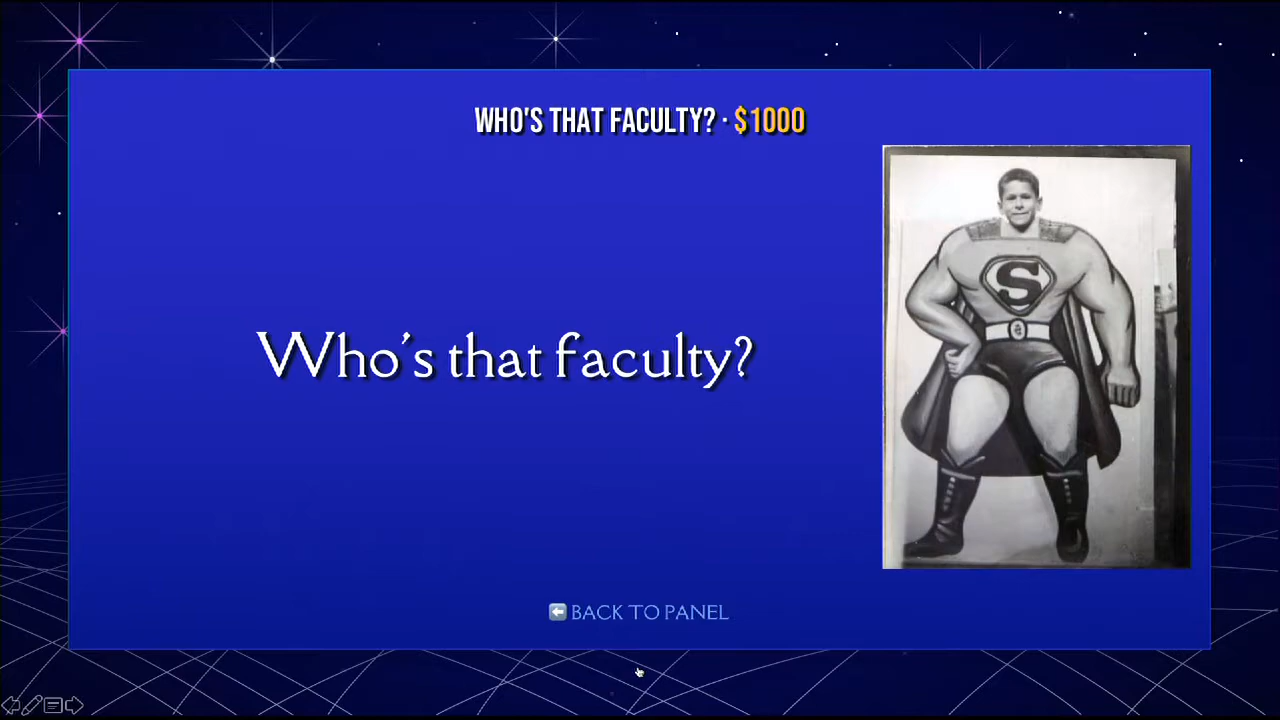 WHO'S THAT FACULTY? · $1000
S
Who's that faculty?
BACK TO PANEL